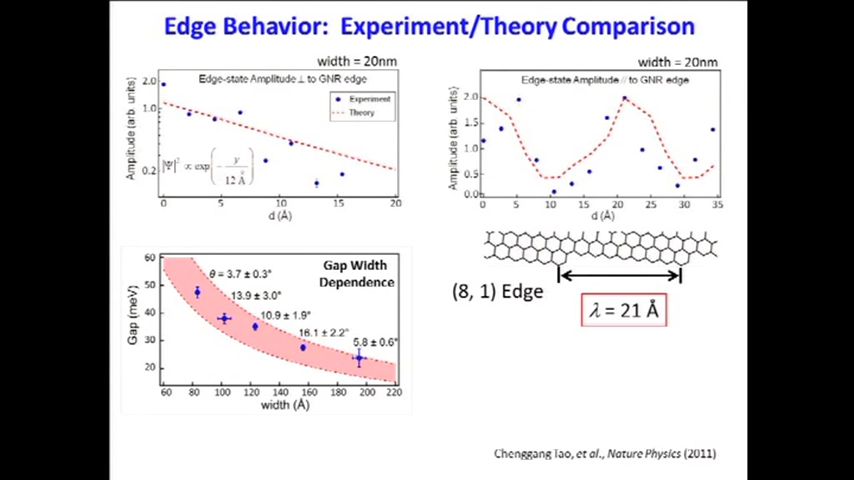 Edge Behavior: Experiment/Theory Comparison
width = 20nm
Edge-state Amplitude ⊥ to GNR edge
Experiment
Theory
Amplitude (arb. units)
2.0
1.0
0.2
|Ψ|² ∝ exp(− y / 12 Å)
0 5 10 15 20
d (Å)
width = 20nm
Edge-state Amplitude // to GNR edge
Amplitude (arb. units)
2.0
1.5
1.0
0.5
0.0
0 5 10 15 20 25 30 35
d (Å)
(8, 1) Edge
λ = 21 Å
Gap Width
Dependence
Gap (meV)
60
50
40
30
20
θ = 3.7 ± 0.3°
13.9 ± 3.0°
10.9 ± 1.9°
16.1 ± 2.2°
5.8 ± 0.6°
60 80 100 120 140 160 180 200 220
width (Å)
Chenggang Tao, et al., Nature Physics (2011)